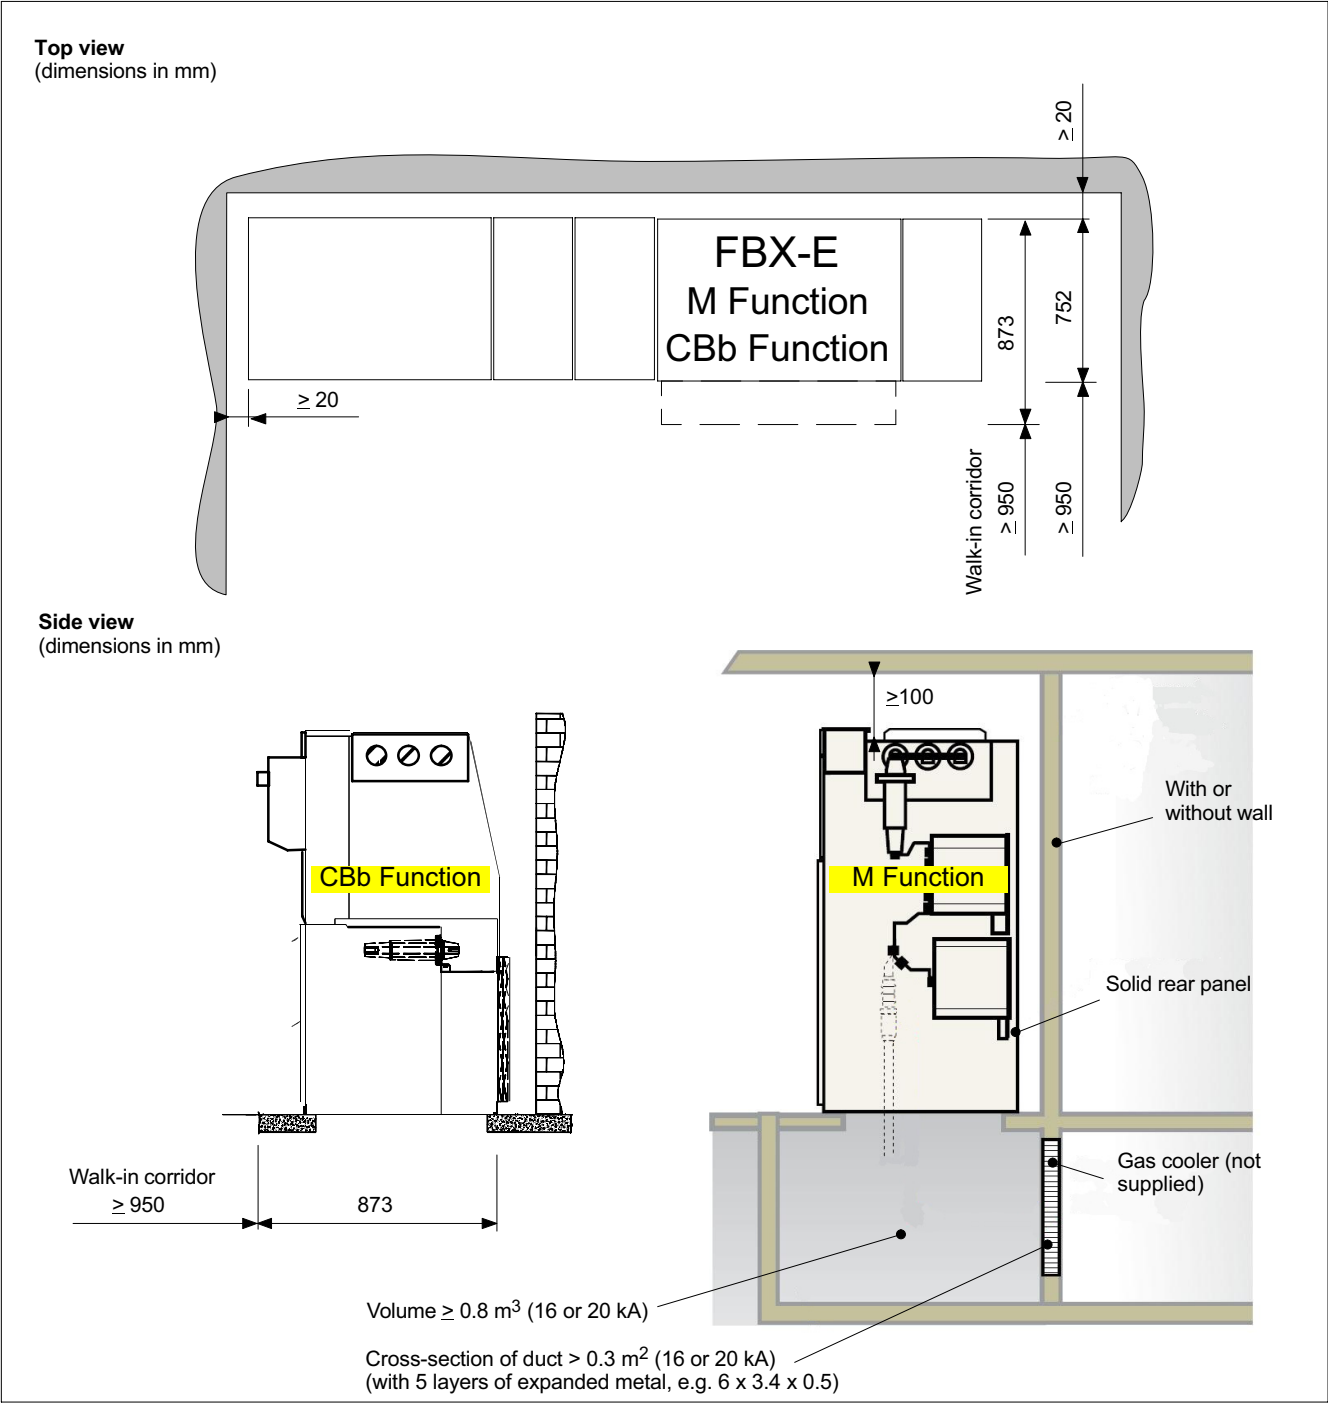 Top view
(dimensions in mm)
≥ 20
FBX-E
M Function
CBb Function
873
752
≥ 20
Walk-in corridor
≥ 950
≥ 950
Side view
(dimensions in mm)
≥100
With or
without wall
CBb Function
M Function
Solid rear panel
Gas cooler (not
supplied)
Walk-in corridor
≥ 950
873
Volume ≥ 0.8 m³ (16 or 20 kA)
Cross-section of duct > 0.3 m² (16 or 20 kA)
(with 5 layers of expanded metal, e.g. 6 x 3.4 x 0.5)